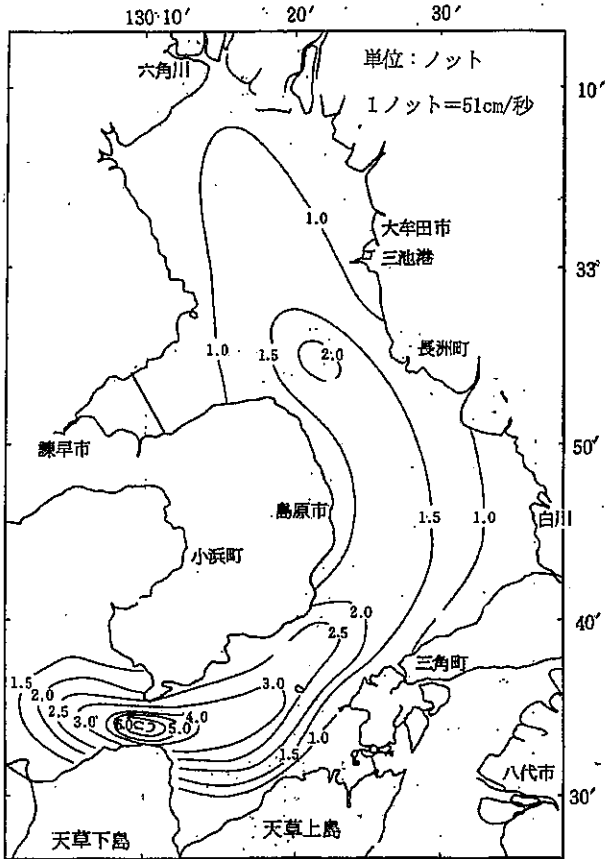 130°10′
20′
30′
六角川
単位：ノット
10′
1ノット＝51cm/秒
1.0
大牟田市
三池港
33°
1.0
1.5
2.0
長洲町
諫早市
50′
島原市
1.5
1.0
白川
小浜町
2.0
40′
2.5
三角町
1.5
2.0
3.0
2.5
4.0
3.0
6.0
5.0
1.0
1.5
八代市
30′
天草下島
天草上島